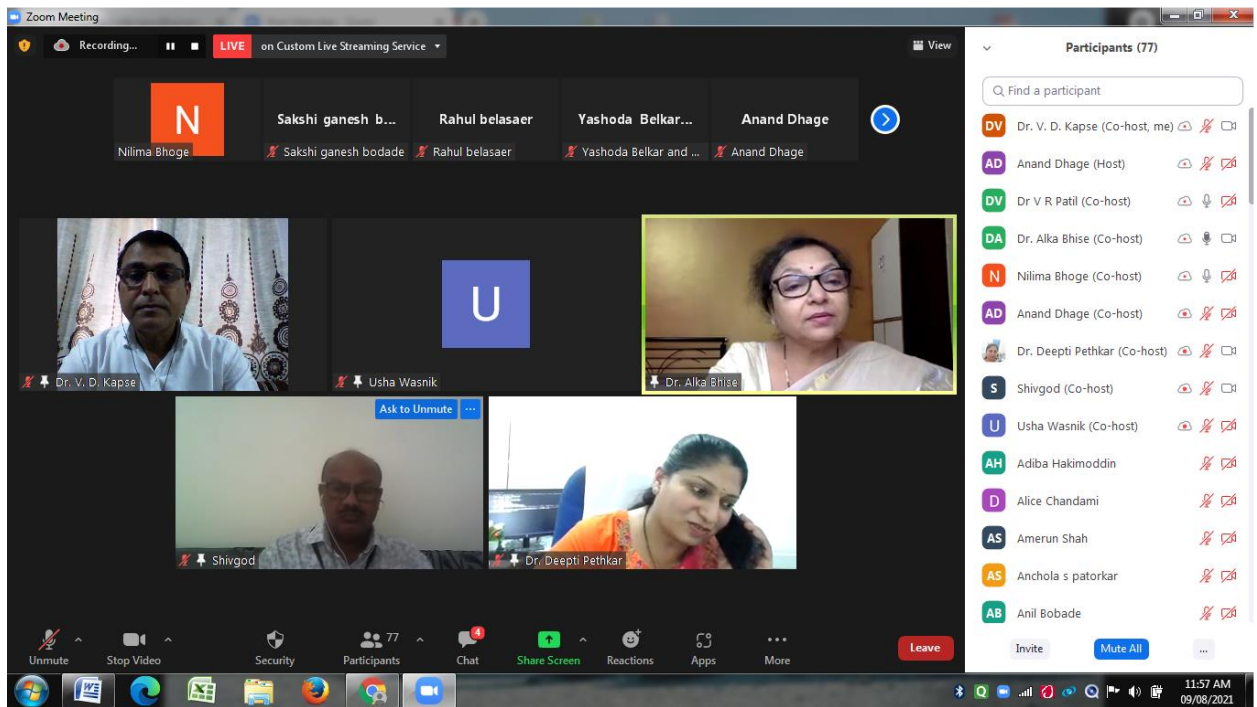 Zoom Meeting
Recording... LIVE on Custom Live Streaming Service View
N Sakshi ganesh b... Rahul belasaer Yashoda Belkar... Anand Dhage
Nilima Bhoge Sakshi ganesh bodade Rahul belasaer Yashoda Belkar and ... Anand Dhage
U
Dr. V. D. Kapse Usha Wasnik Dr. Alka Bhise
Ask to Unmute ...
Shivgod Dr. Deepti Pethkar
Unmute Stop Video Security Participants 77 Chat 4 Share Screen Reactions Apps More Leave
Participants (77)
Find a participant
DV Dr. V. D. Kapse (Co-host, me)
AD Anand Dhage (Host)
DV Dr V R Patil (Co-host)
DA Dr. Alka Bhise (Co-host)
N Nilima Bhoge (Co-host)
AD Anand Dhage (Co-host)
Dr. Deepti Pethkar (Co-host)
S Shivgod (Co-host)
U Usha Wasnik (Co-host)
AH Adiba Hakimoddin
D Alice Chandami
AS Amerun Shah
AS Anchola s patorkar
AB Anil Bobade
Invite Mute All ...
11:57 AM
09/08/2021